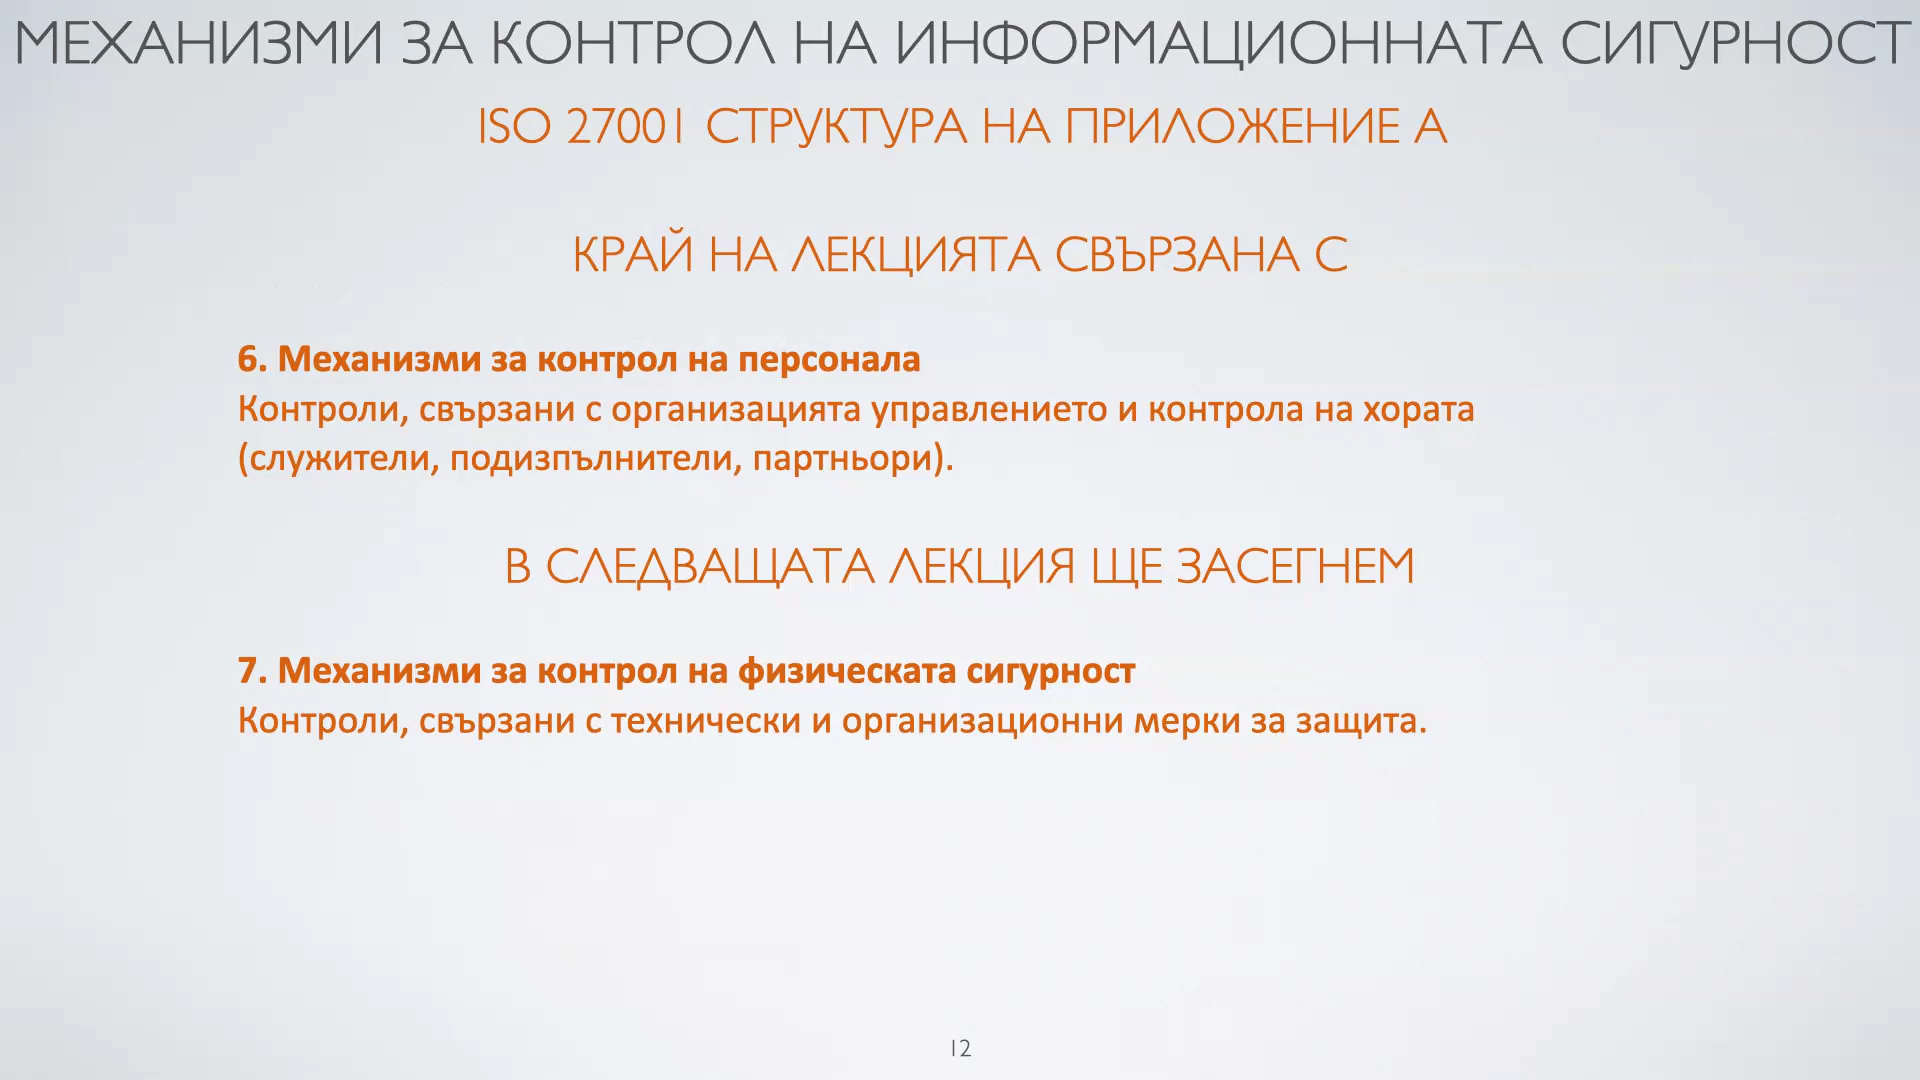 МЕХАНИЗМИ ЗА КОНТРОЛ НА ИНФОРМАЦИОННАТА СИГУРНОСТ
ISO 27001 СТРУКТУРА НА ПРИЛОЖЕНИЕ А
КРАЙ НА ЛЕКЦИЯТА СВЪРЗАНА С
6. Механизми за контрол на персонала
Контроли, свързани с организацията управлението и контрола на хората
(служители, подизпълнители, партньори).
В СЛЕДВАЩАТА ЛЕКЦИЯ ЩЕ ЗАСЕГНЕМ
7. Механизми за контрол на физическата сигурност
Контроли, свързани с технически и организационни мерки за защита.
12